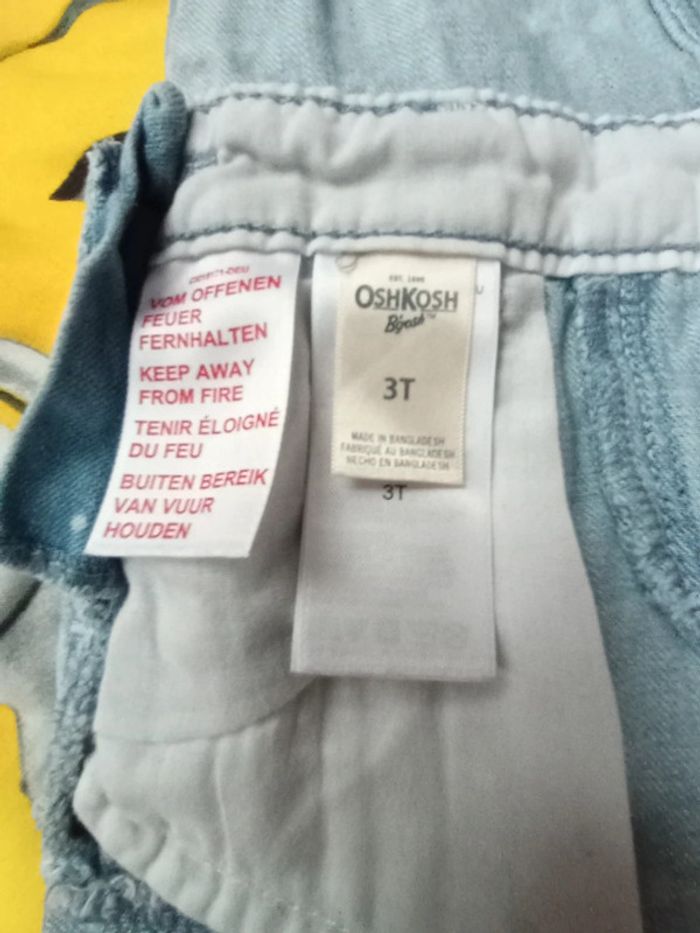 VOM OFFENEN
FEUER
FERNHALTEN
KEEP AWAY
FROM FIRE
TENIR ÉLOIGNÉ
DU FEU
BUITEN BEREIK
VAN VUUR
HOUDEN
EST. 1895
OSHKOSH
B'gosh™
3T
MADE IN BANGLADESH
FABRIQUÉ AU BANGLADESH
HECHO EN BANGLADESH
3T